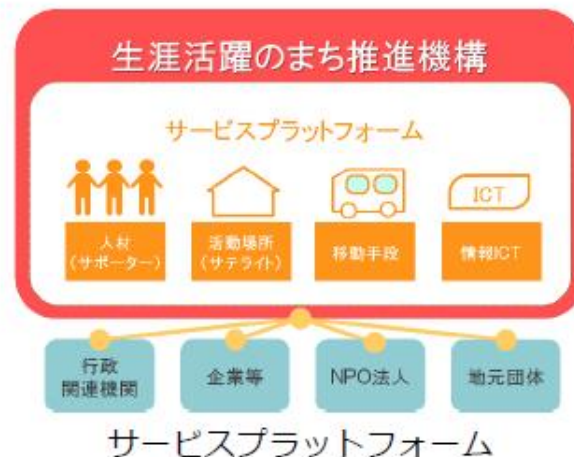 生涯活躍のまち推進機構
サービスプラットフォーム
ICT
人材
（サポーター）
活動場所
（サテライト）
移動手段
情報ICT
行政
関連機関
企業等
NPO法人
地元団体
サービスプラットフォーム